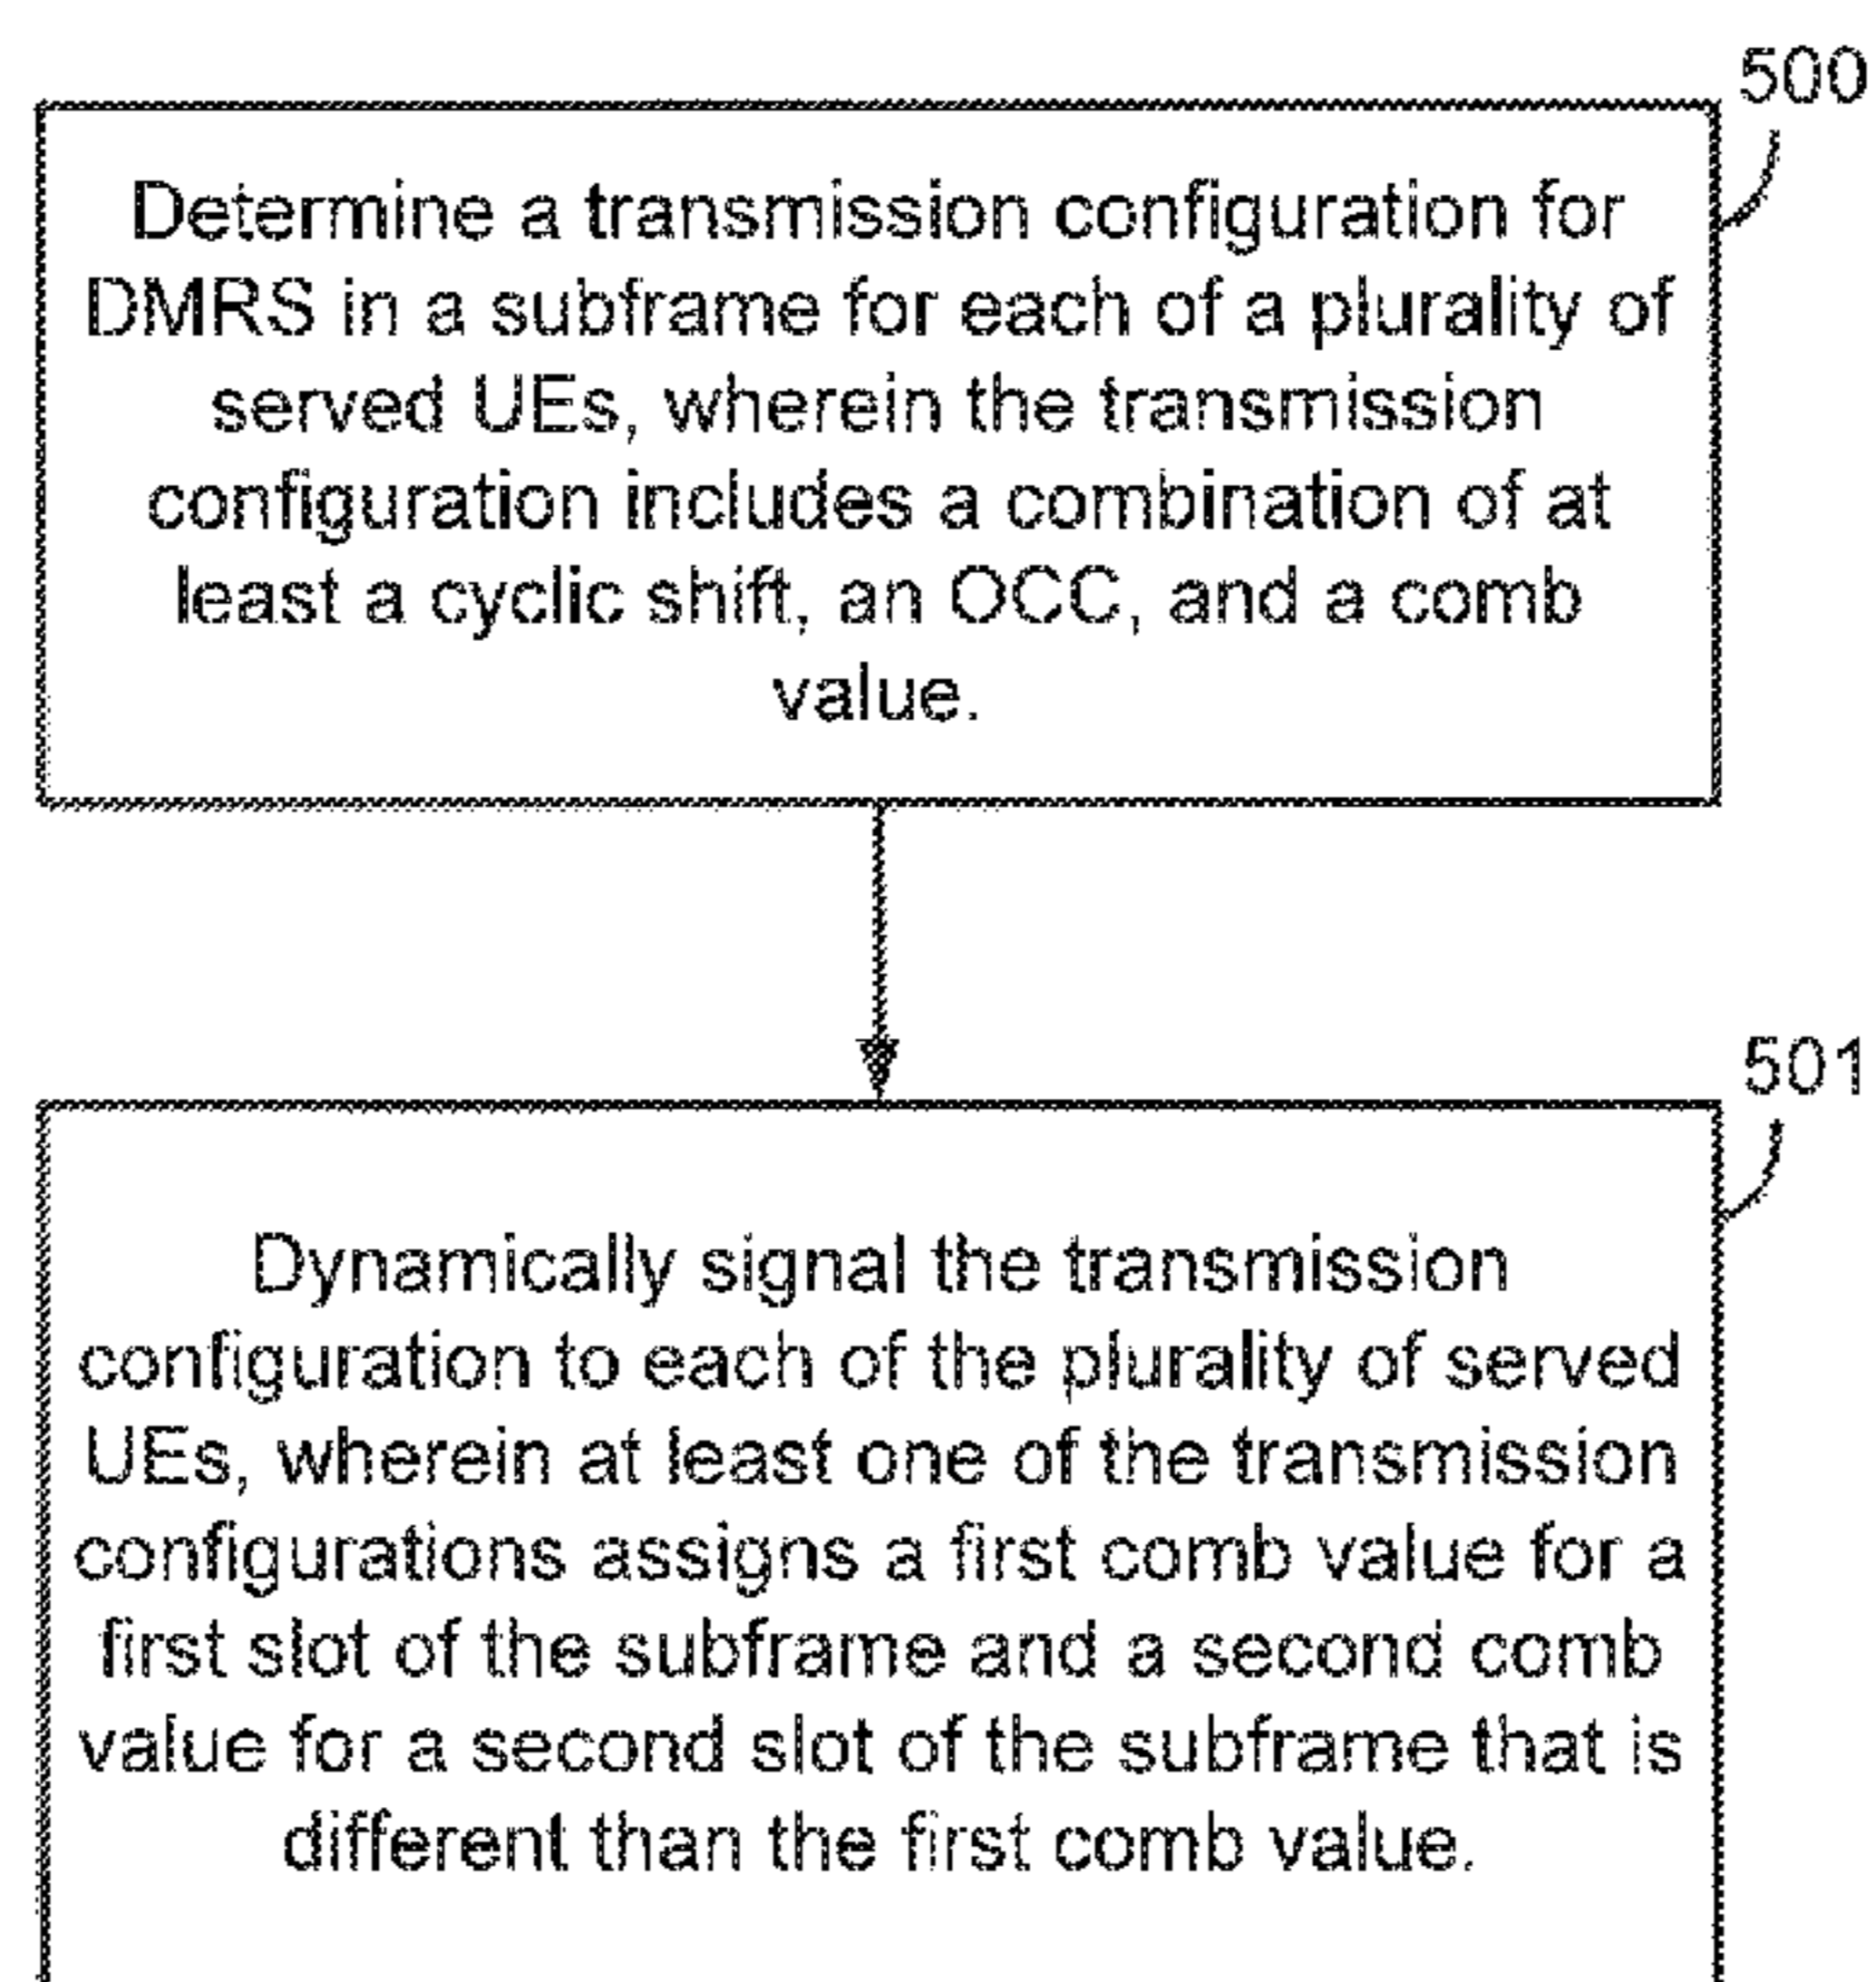 500
Determine a transmission configuration for
DMRS in a subframe for each of a plurality of
served UEs, wherein the transmission
configuration includes a combination of at
least a cyclic shift, an OCC, and a comb
value.
501
Dynamically signal the transmission
configuration to each of the plurality of served
UEs, wherein at least one of the transmission
configurations assigns a first comb value for a
first slot of the subframe and a second comb
value for a second slot of the subframe that is
different than the first comb value.